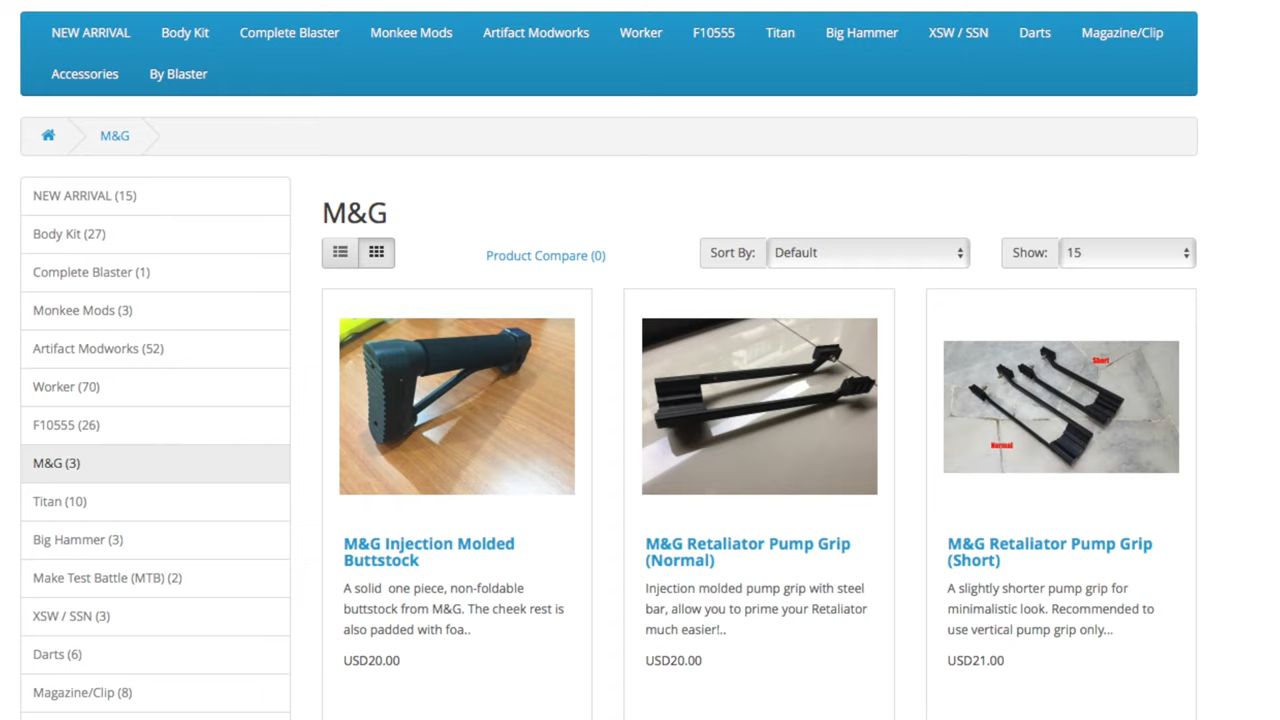 NEW ARRIVAL Body Kit Complete Blaster Monkee Mods Artifact Modworks Worker F10555 Titan Big Hammer XSW / SSN Darts Magazine/Clip
Accessories By Blaster
M&G
NEW ARRIVAL (15)
Body Kit (27)
Complete Blaster (1)
Monkee Mods (3)
Artifact Modworks (52)
Worker (70)
F10555 (26)
M&G (3)
Titan (10)
Big Hammer (3)
Make Test Battle (MTB) (2)
XSW / SSN (3)
Darts (6)
Magazine/Clip (8)
M&G
Product Compare (0)
Sort By: Default
Show: 15
M&G Injection Molded
Buttstock
A solid one piece, non-foldable
buttstock from M&G. The cheek rest is
also padded with foa..
USD20.00
M&G Retaliator Pump Grip
(Normal)
Injection molded pump grip with steel
bar, allow you to prime your Retaliator
much easier!..
USD20.00
Short
Normal
M&G Retaliator Pump Grip
(Short)
A slightly shorter pump grip for
minimalistic look. Recommended to
use vertical pump grip only...
USD21.00